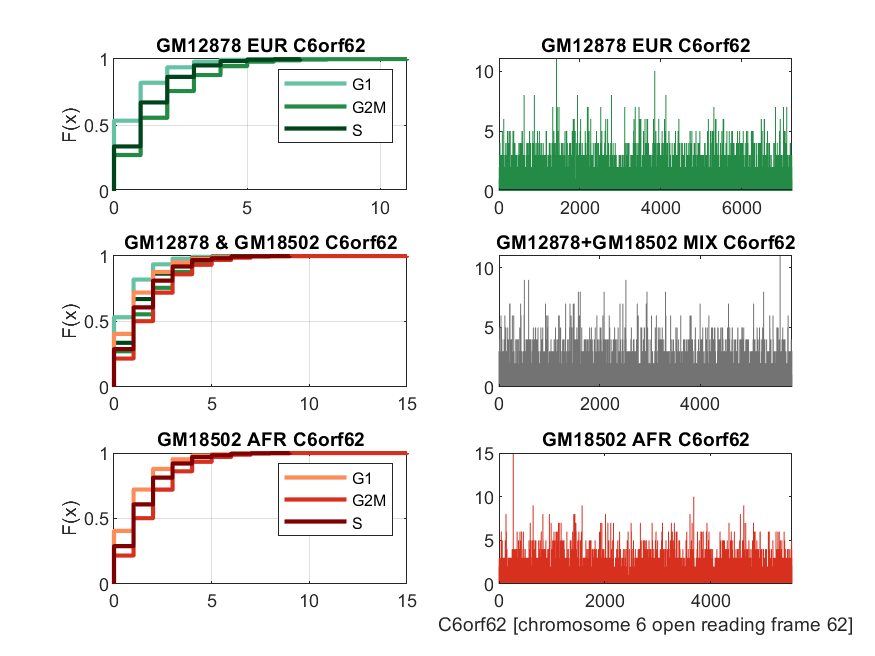 GM12878 EUR C6orf62
F(x)
1
0.5
0
0 5 10
G1
G2M
S
GM12878 EUR C6orf62
10
5
0
0 2000 4000 6000
GM12878 & GM18502 C6orf62
F(x)
1
0.5
0
0 5 10 15
GM12878+GM18502 MIX C6orf62
10
5
0
0 2000 4000
GM18502 AFR C6orf62
F(x)
1
0.5
0
0 5 10 15
G1
G2M
S
GM18502 AFR C6orf62
15
10
5
0
0 2000 4000
C6orf62 [chromosome 6 open reading frame 62]